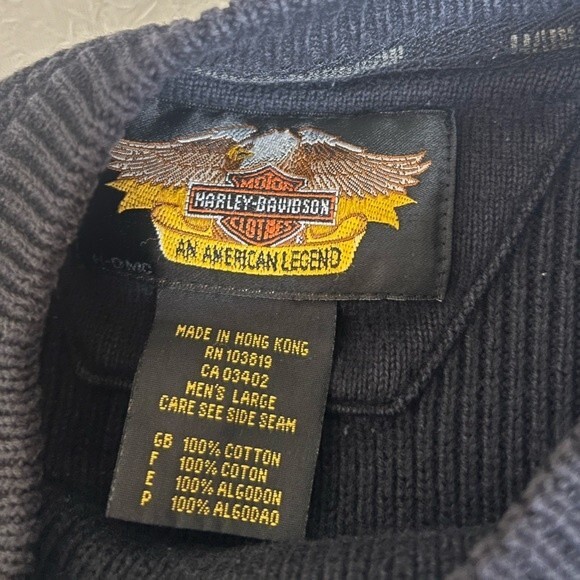 MOTOR
HARLEY-DAVIDSON
CLOTHES
®
AN AMERICAN LEGEND
MADE IN HONG KONG
RN 103819
CA 03402
MEN'S LARGE
CARE SEE SIDE SEAM
GB 100% COTTON
F 100% COTON
E 100% ALGODON
P 100% ALGODAO